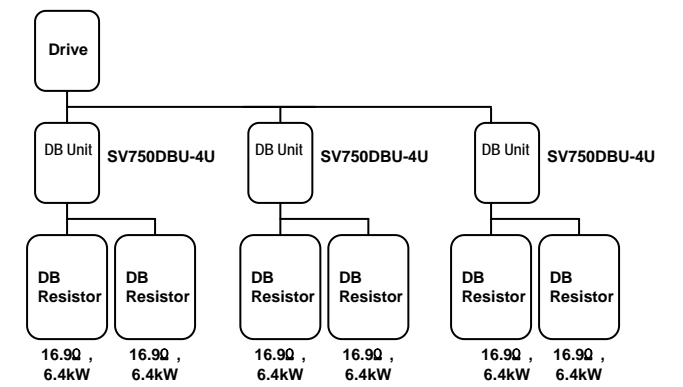 Drive
DB Unit
SV750DBU-4U
DB Unit
SV750DBU-4U
DB Unit
SV750DBU-4U
DB
Resistor
DB
Resistor
DB
Resistor
DB
Resistor
DB
Resistor
DB
Resistor
16.9Ω ,
6.4kW
16.9Ω ,
6.4kW
16.9Ω ,
6.4kW
16.9Ω ,
6.4kW
16.9Ω ,
6.4kW
16.9Ω ,
6.4kW